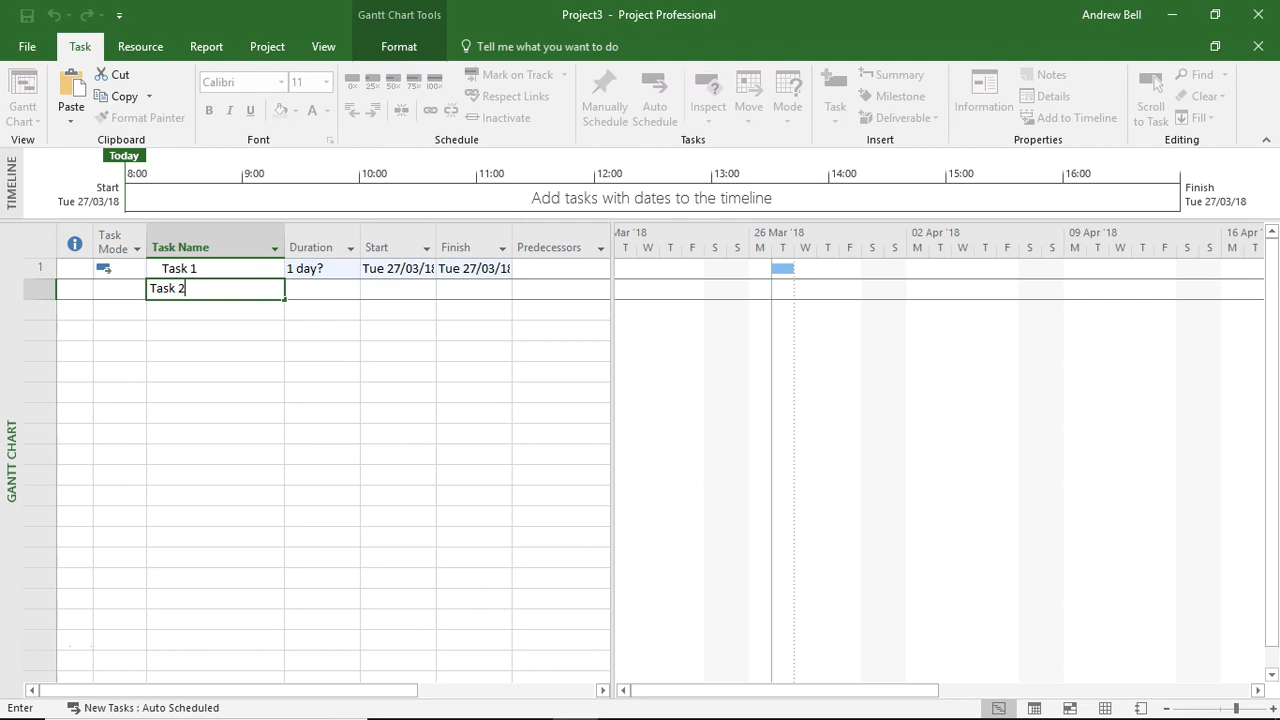 Gantt Chart Tools
Project3 - Project Professional
Andrew Bell
File
Task
Resource
Report
Project
View
Format
Tell me what you want to do
Gantt Chart
View
Paste
Cut
Copy
Format Painter
Clipboard
Calibri
11
B I U A
Font
0% 25% 50% 75% 100%
Mark on Track
Respect Links
Inactivate
Schedule
Manually Schedule
Auto Schedule
Inspect
Move
Mode
Tasks
Task
Summary
Milestone
Deliverable
Insert
Information
Notes
Details
Add to Timeline
Properties
Scroll to Task
Find
Clear
Fill
Editing
TIMELINE
Today
Start
Tue 27/03/18
8:00 9:00 10:00 11:00 12:00 13:00 14:00 15:00 16:00
Add tasks with dates to the timeline
Finish
Tue 27/03/18
GANTT CHART
Task Mode
Task Name
Duration
Start
Finish
Predecessors
Mar '18 26 Mar '18 02 Apr '18 09 Apr '18 16 Apr
T W T F S S M T W T F S S M T W T F S S M T W T F S S M T
1 Task 1 1 day? Tue 27/03/18 Tue 27/03/18
Task 2
Enter
New Tasks : Auto Scheduled